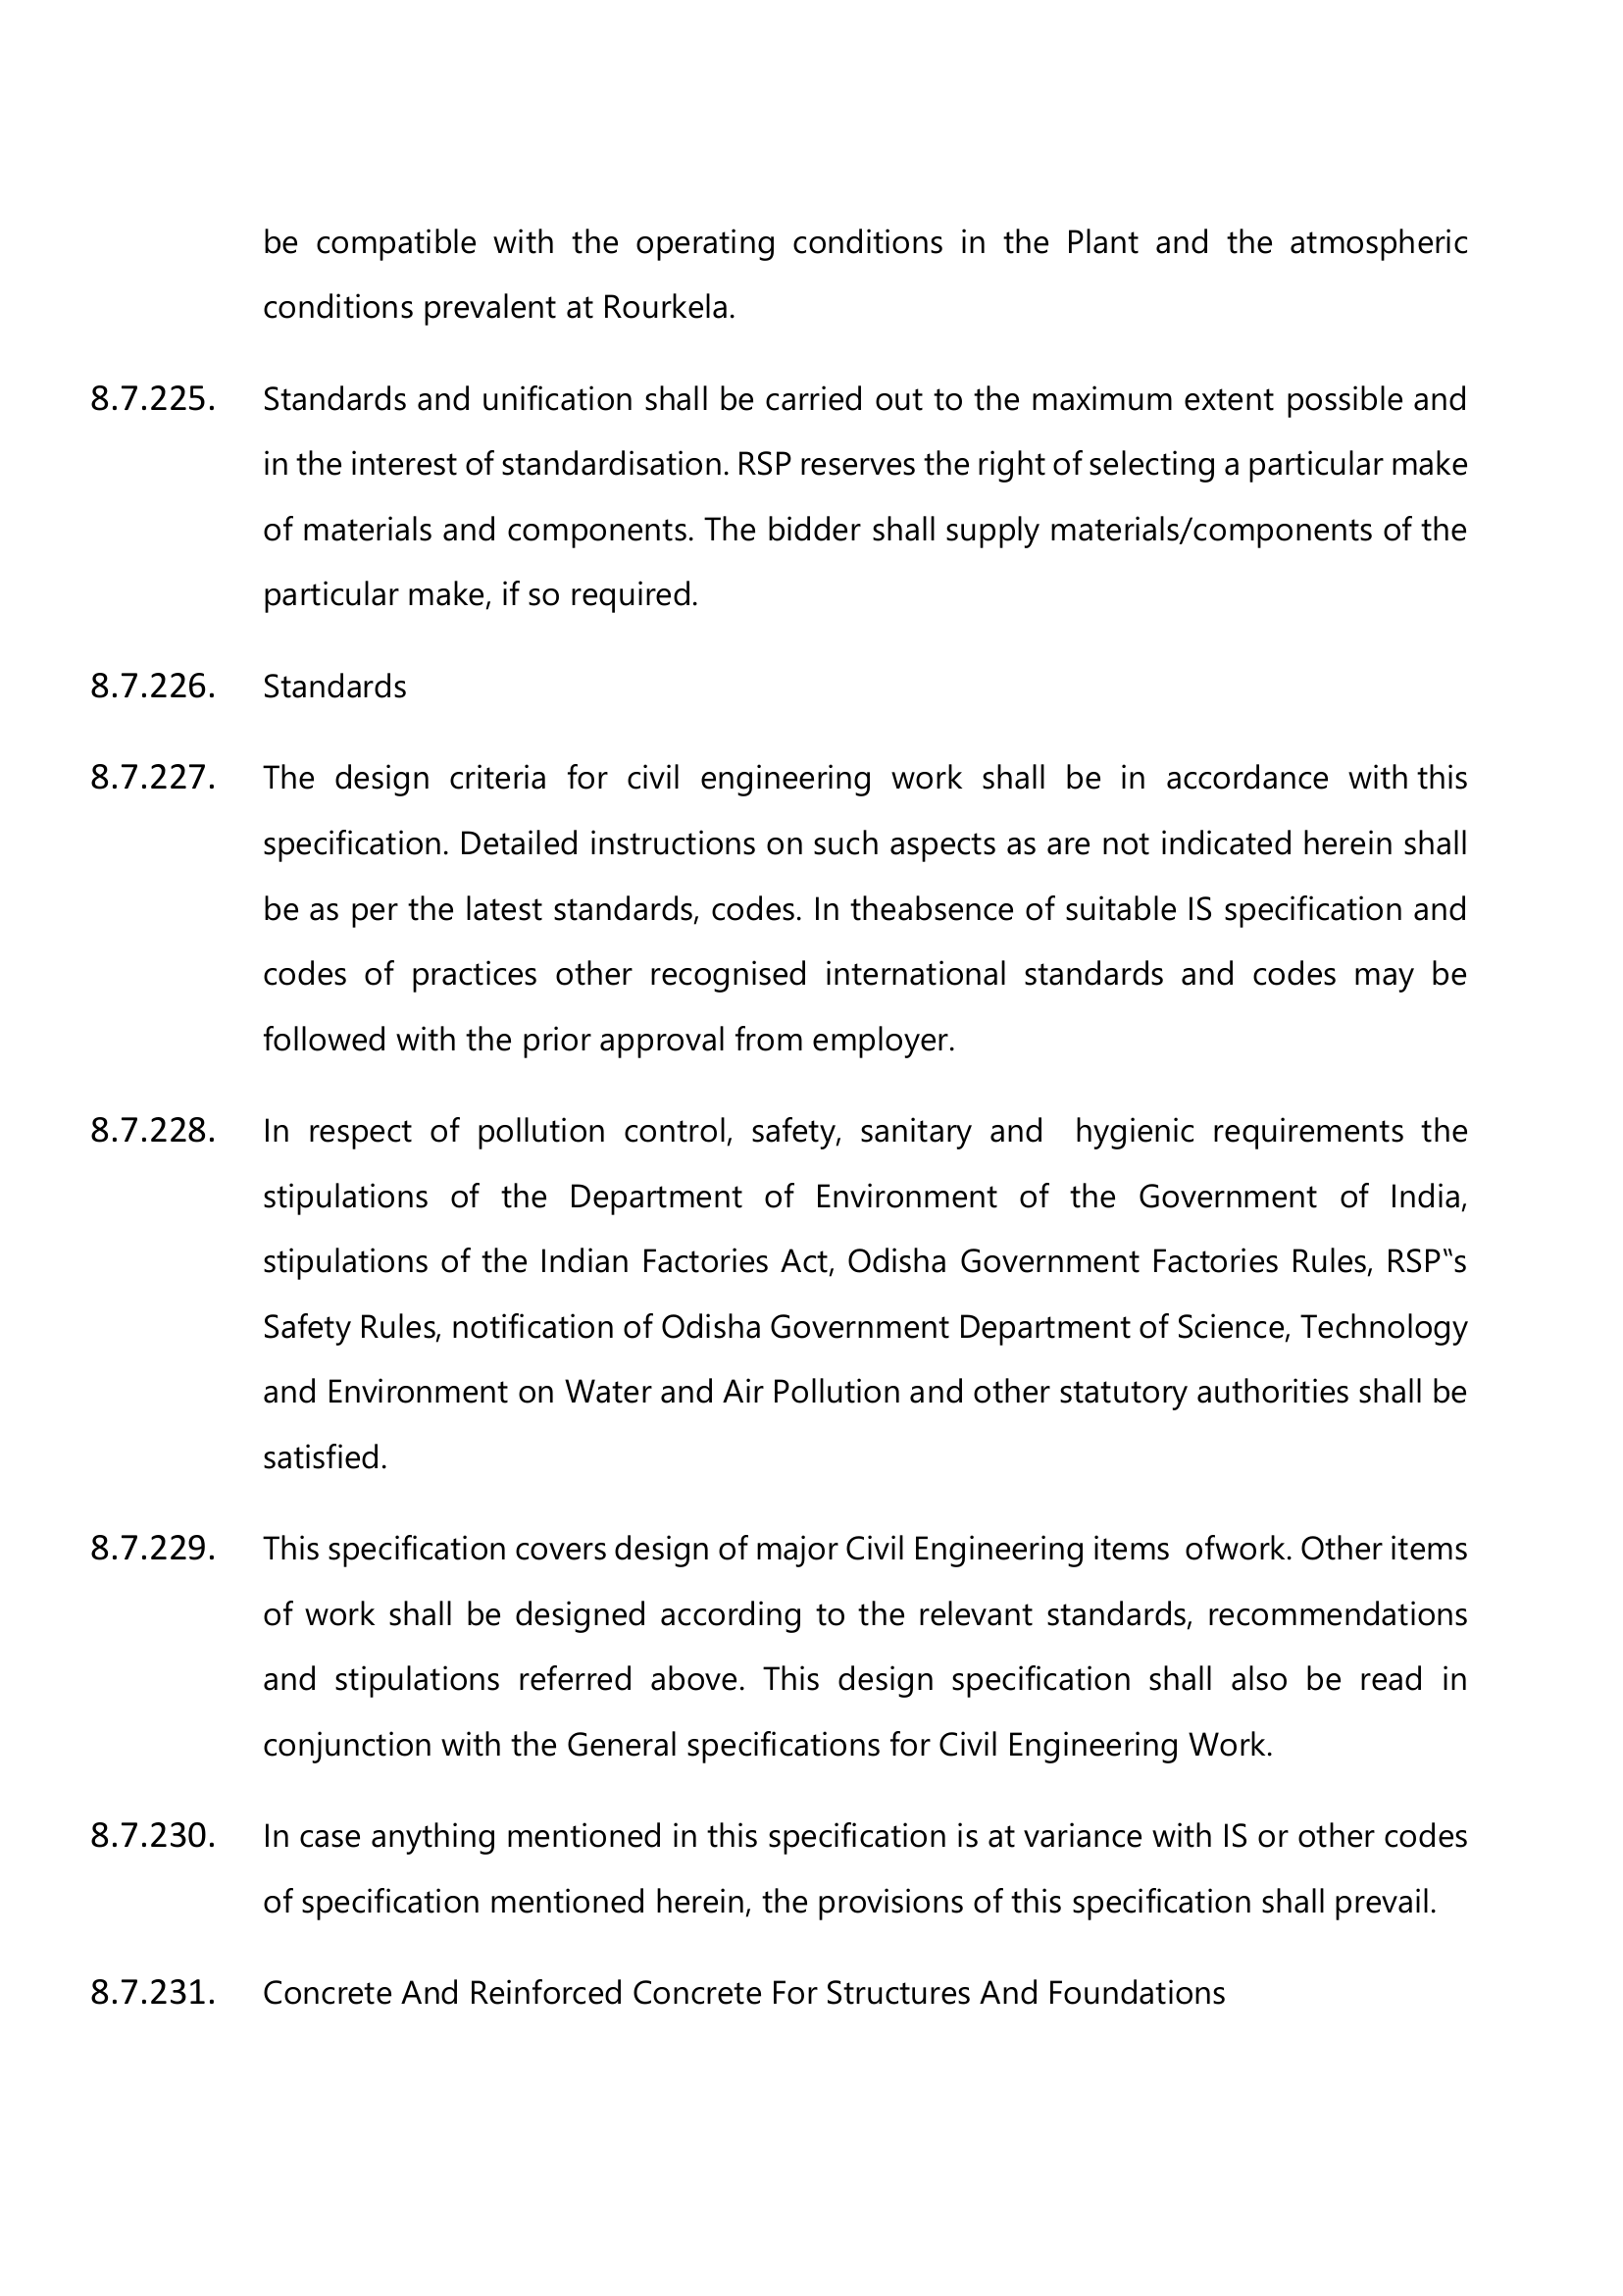 be compatible with the operating conditions in the Plant and the atmospheric
conditions prevalent at Rourkela.
8.7.225. Standards and unification shall be carried out to the maximum extent possible and
in the interest of standardisation. RSP reserves the right of selecting a particular make
of materials and components. The bidder shall supply materials/components of the
particular make, if so required.
8.7.226. Standards
8.7.227. The design criteria for civil engineering work shall be in accordance with this
specification. Detailed instructions on such aspects as are not indicated herein shall
be as per the latest standards, codes. In theabsence of suitable IS specification and
codes of practices other recognised international standards and codes may be
followed with the prior approval from employer.
8.7.228. In respect of pollution control, safety, sanitary and hygienic requirements the
stipulations of the Department of Environment of the Government of India,
stipulations of the Indian Factories Act, Odisha Government Factories Rules, RSP‟s
Safety Rules, notification of Odisha Government Department of Science, Technology
and Environment on Water and Air Pollution and other statutory authorities shall be
satisfied.
8.7.229. This specification covers design of major Civil Engineering items ofwork. Other items
of work shall be designed according to the relevant standards, recommendations
and stipulations referred above. This design specification shall also be read in
conjunction with the General specifications for Civil Engineering Work.
8.7.230. In case anything mentioned in this specification is at variance with IS or other codes
of specification mentioned herein, the provisions of this specification shall prevail.
8.7.231. Concrete And Reinforced Concrete For Structures And Foundations